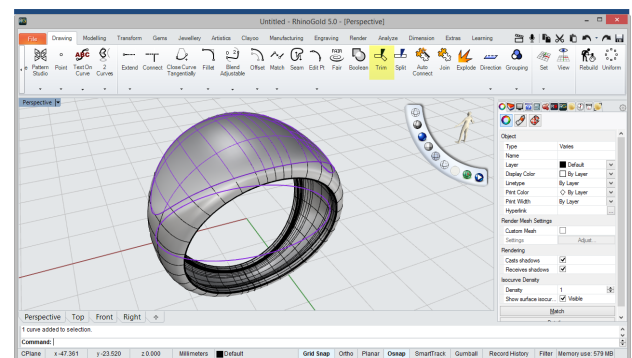 Untitled - RhinoGold 5.0 - [Perspective]
File Drawing Modelling Transform Gems Jewellery Artistics Clayoo Manufacturing Engraving Render Analyze Dimension Extras Learning
Pattern Studio Point Text On Curve 2 Curves Extend Connect Close Curve Tangentially Fillet Blend Adjustable Offset Match Seam Edit Pt Fair Boolean Trim Split Auto Connect Join Explode Direction Grouping Set View Rebuild Uniform
Perspective
Object
Type Varies
Name
Layer Default
Display Color By Layer
Linetype By Layer
Print Color By Layer
Print Width By Layer
Hyperlink ...
Render Mesh Settings
Custom Mesh
Settings Adjust...
Rendering
Casts shadows
Receives shadows
Isocurve Density
Density 1
Show surface isocur... Visible
Match
Perspective Top Front Right
1 curve added to selection.
Command:
CPlane x -47.361 y -23.520 z 0.000 Millimeters Default Grid Snap Ortho Planar Osnap SmartTrack Gumball Record History Filter Memory use: 579 MB